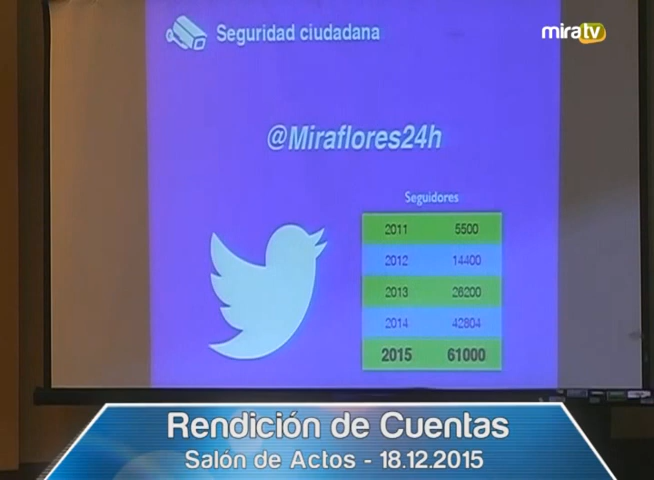 Seguridad ciudadana
miratv
@Miraflores24h
Seguidores
2011 5500
2012 14400
2013 26200
2014 42804
2015 61000
Rendición de Cuentas
Salón de Actos - 18.12.2015